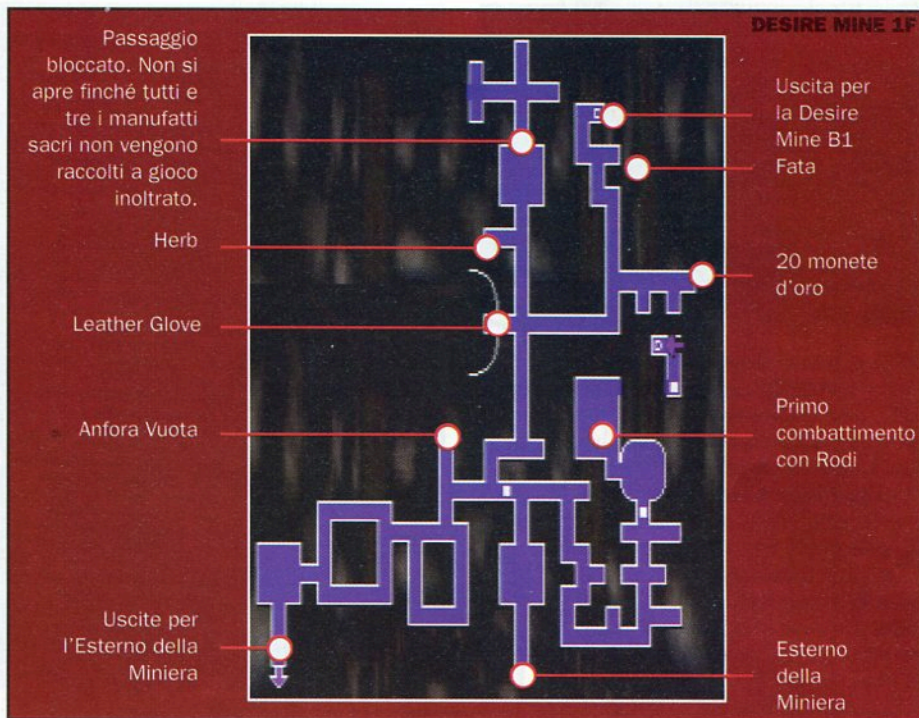 DESIRE MINE 1F
Passaggio
bloccato. Non si
apre finché tutti e
tre i manufatti
sacri non vengono
raccolti a gioco
inoltrato.
Herb
Leather Glove
Anfora Vuota
Uscite per
l'Esterno della
Miniera
Uscita per
la Desire
Mine B1
Fata
20 monete
d'oro
Primo
combattimento
con Rodi
Esterno
della
Miniera